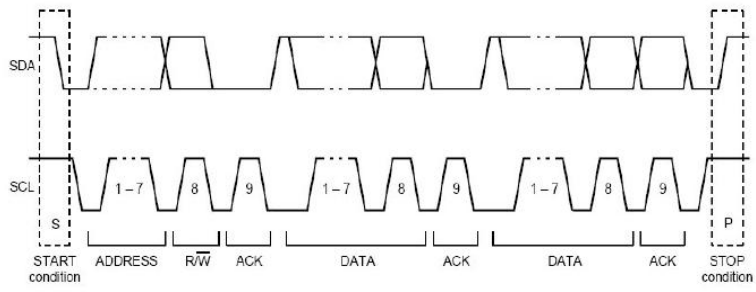 SDA
SCL
1 – 7 8 9 1 – 7 8 9 1 – 7 8 9
S P
START condition ADDRESS R/W̅ ACK DATA ACK DATA ACK STOP condition